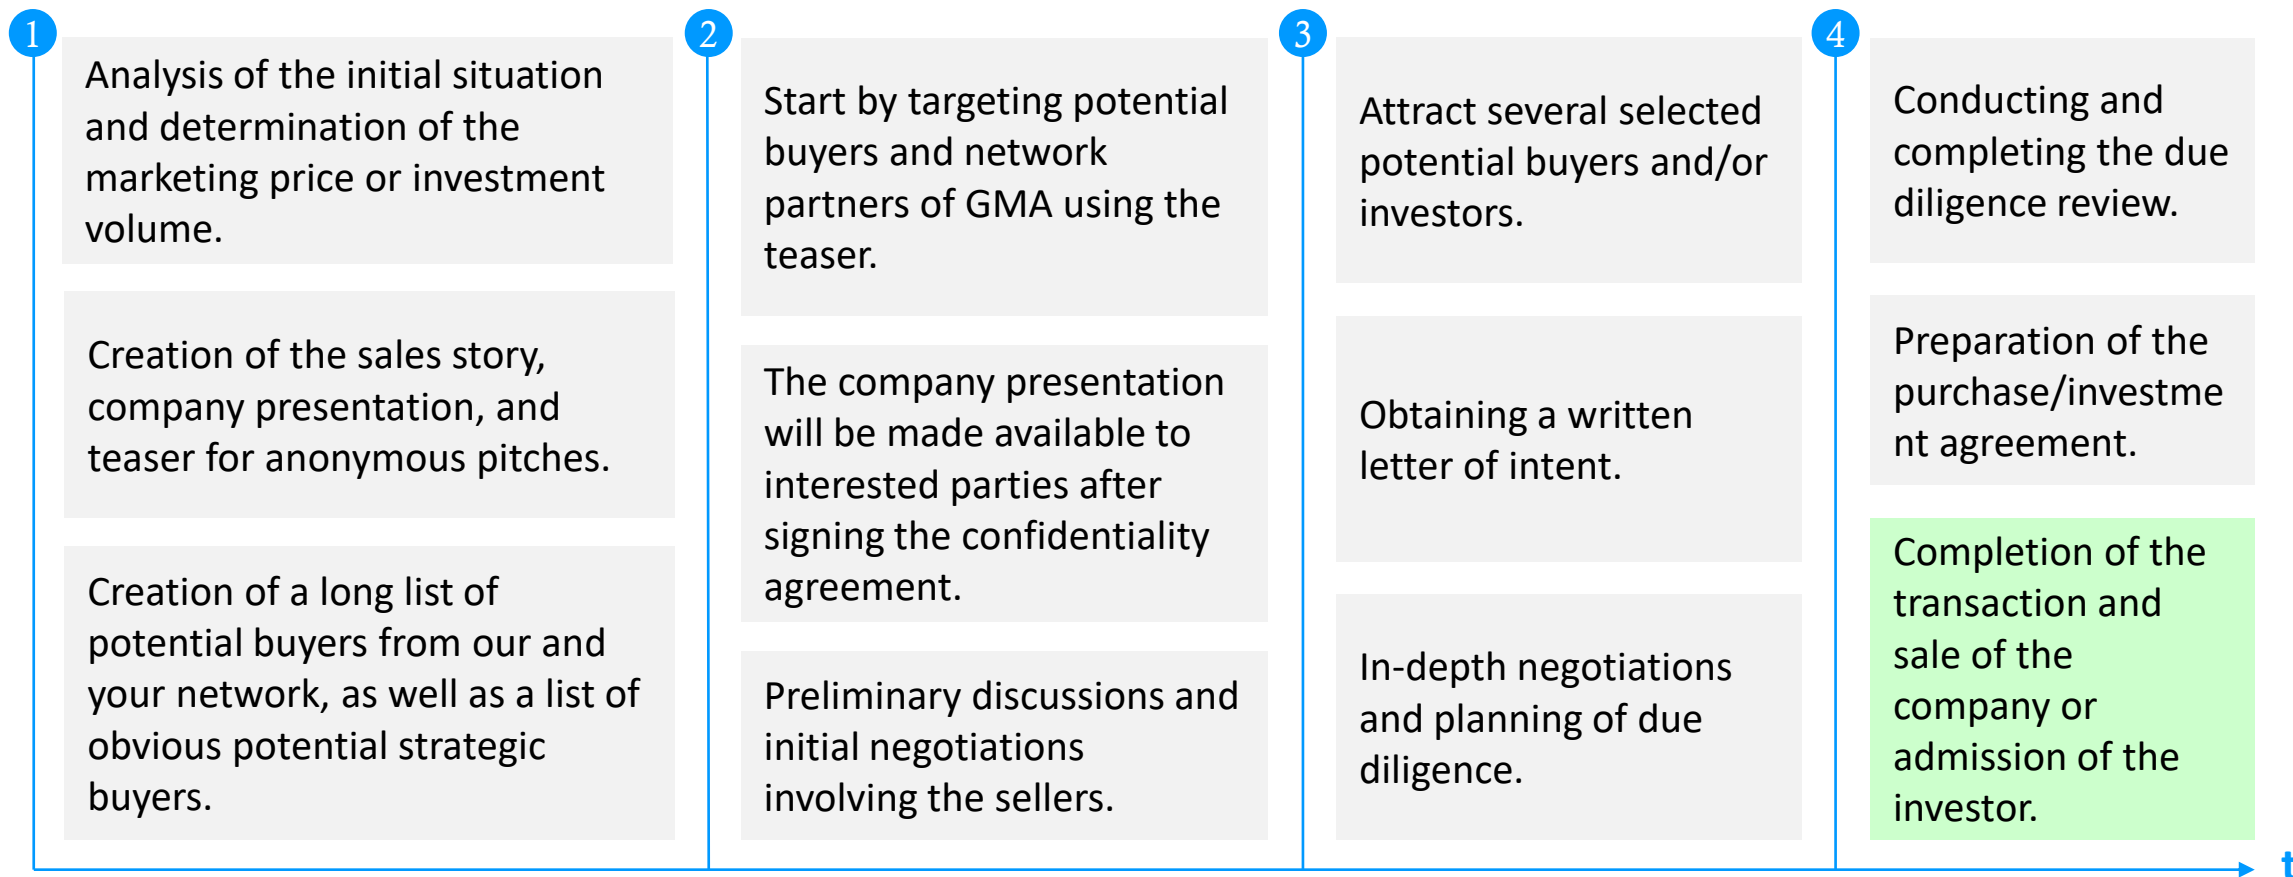 1
Analysis of the initial situation
and determination of the
marketing price or investment
volume.
Creation of the sales story,
company presentation, and
teaser for anonymous pitches.
Creation of a long list of
potential buyers from our and
your network, as well as a list of
obvious potential strategic
buyers.
2
Start by targeting potential
buyers and network
partners of GMA using the
teaser.
The company presentation
will be made available to
interested parties after
signing the confidentiality
agreement.
Preliminary discussions and
initial negotiations
involving the sellers.
3
Attract several selected
potential buyers and/or
investors.
Obtaining a written
letter of intent.
In-depth negotiations
and planning of due
diligence.
4
Conducting and
completing the due
diligence review.
Preparation of the
purchase/investme
nt agreement.
Completion of the
transaction and
sale of the
company or
admission of the
investor.
t